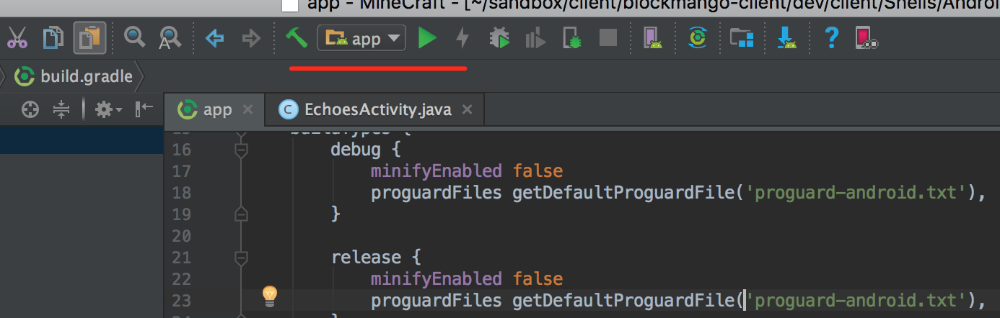 app - MineCraft - [~/sandbox/client/blockmango-client/dev/client/Shells/Androi
app
build.gradle
app EchoesActivity.java
buildTypes {
16 debug {
17 minifyEnabled false
18 proguardFiles getDefaultProguardFile('proguard-android.txt'),
19 }
20
21 release {
22 minifyEnabled false
23 proguardFiles getDefaultProguardFile('proguard-android.txt'),